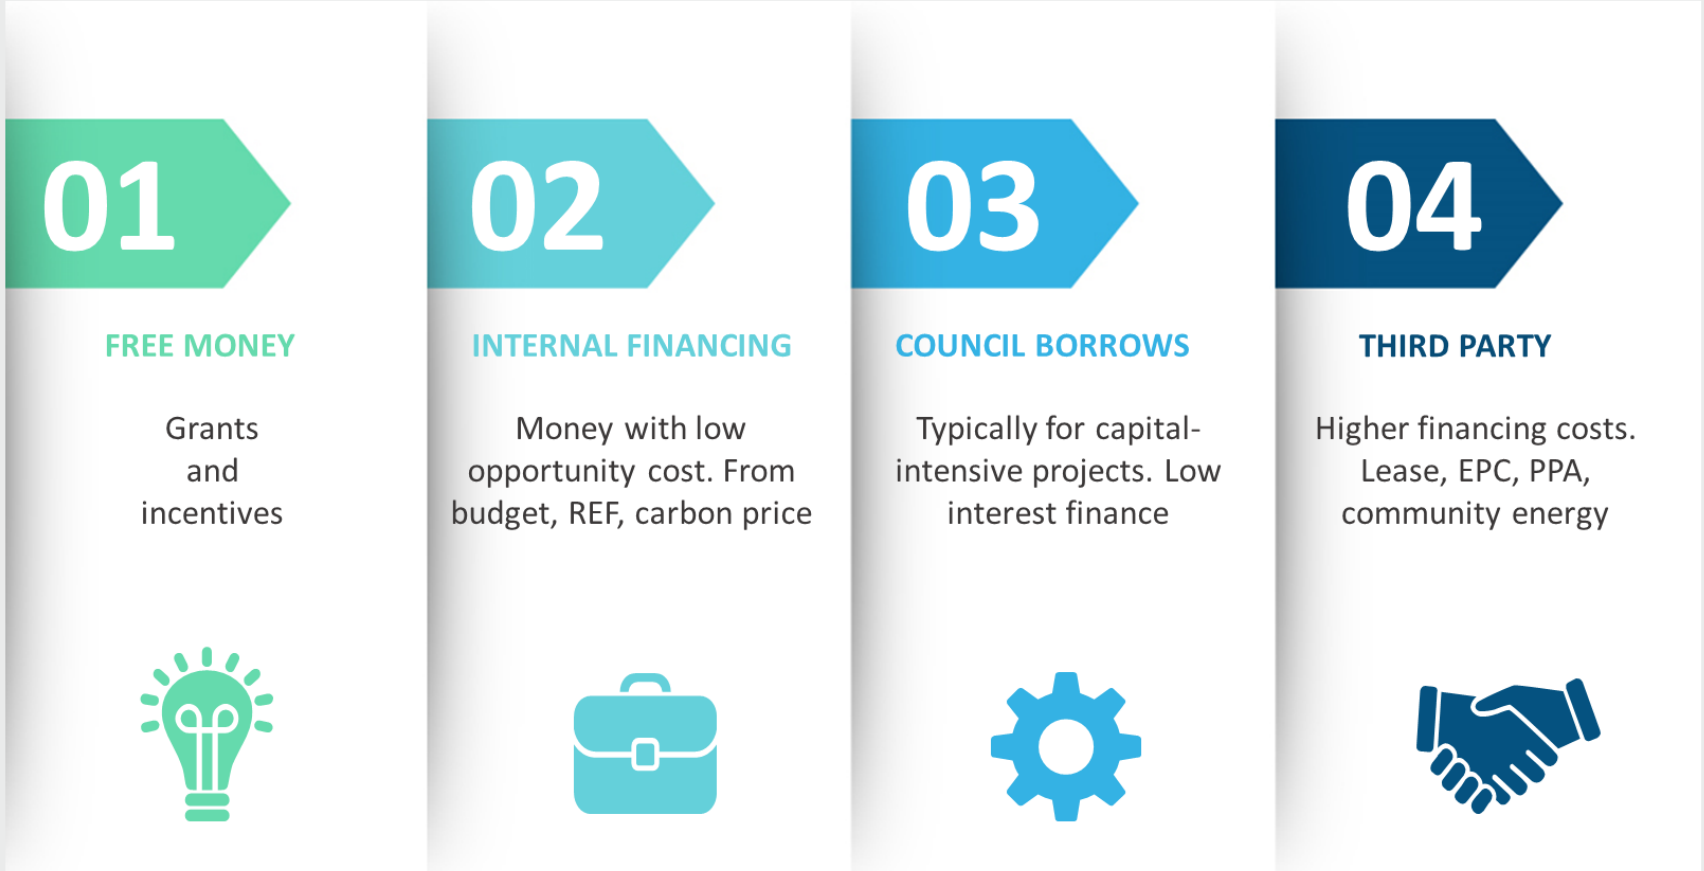 01
FREE MONEY
Grants
and
incentives
02
INTERNAL FINANCING
Money with low
opportunity cost. From
budget, REF, carbon price
03
COUNCIL BORROWS
Typically for capital-
intensive projects. Low
interest finance
04
THIRD PARTY
Higher financing costs.
Lease, EPC, PPA,
community energy